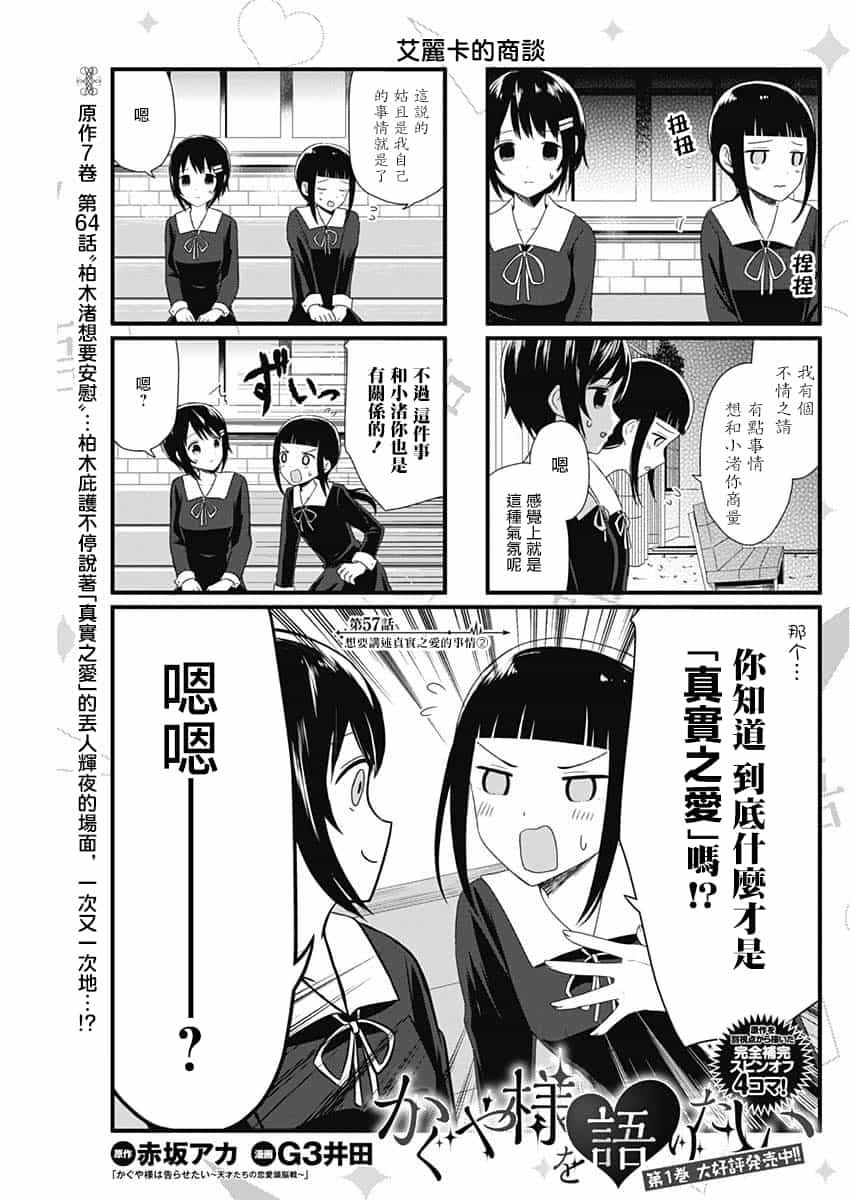 艾麗卡的商談
扭
扭
捏
捏
我有個
不情之請
有點事情
想和小渚你商量
嗯
感覺上就是
這種氣氛呢
這說的
姑且是我自己
的事情就是了
嗯
不過 這件事
和小渚你也是
有關係的!
ずいっ
嗯?
第57話
想要講述真實之愛的事情②
那个…
你知道 到底什麼才是
「真實之愛」嗎!?
嗯嗯——?
原作7卷 第64話〝柏木渚想要安慰〟…柏木庇護不停說著「真實之愛」的丟人輝夜的場面，一次又一次地…!?
原作を
別視点から描いた
完全補完
スピンオフ
4コマ!
かぐや様を語りたい
第1巻 大好評発売中!!
原作 赤坂アカ 漫画 G3井田
「かぐや様は告らせたい～天才たちの恋愛頭脳戦～」